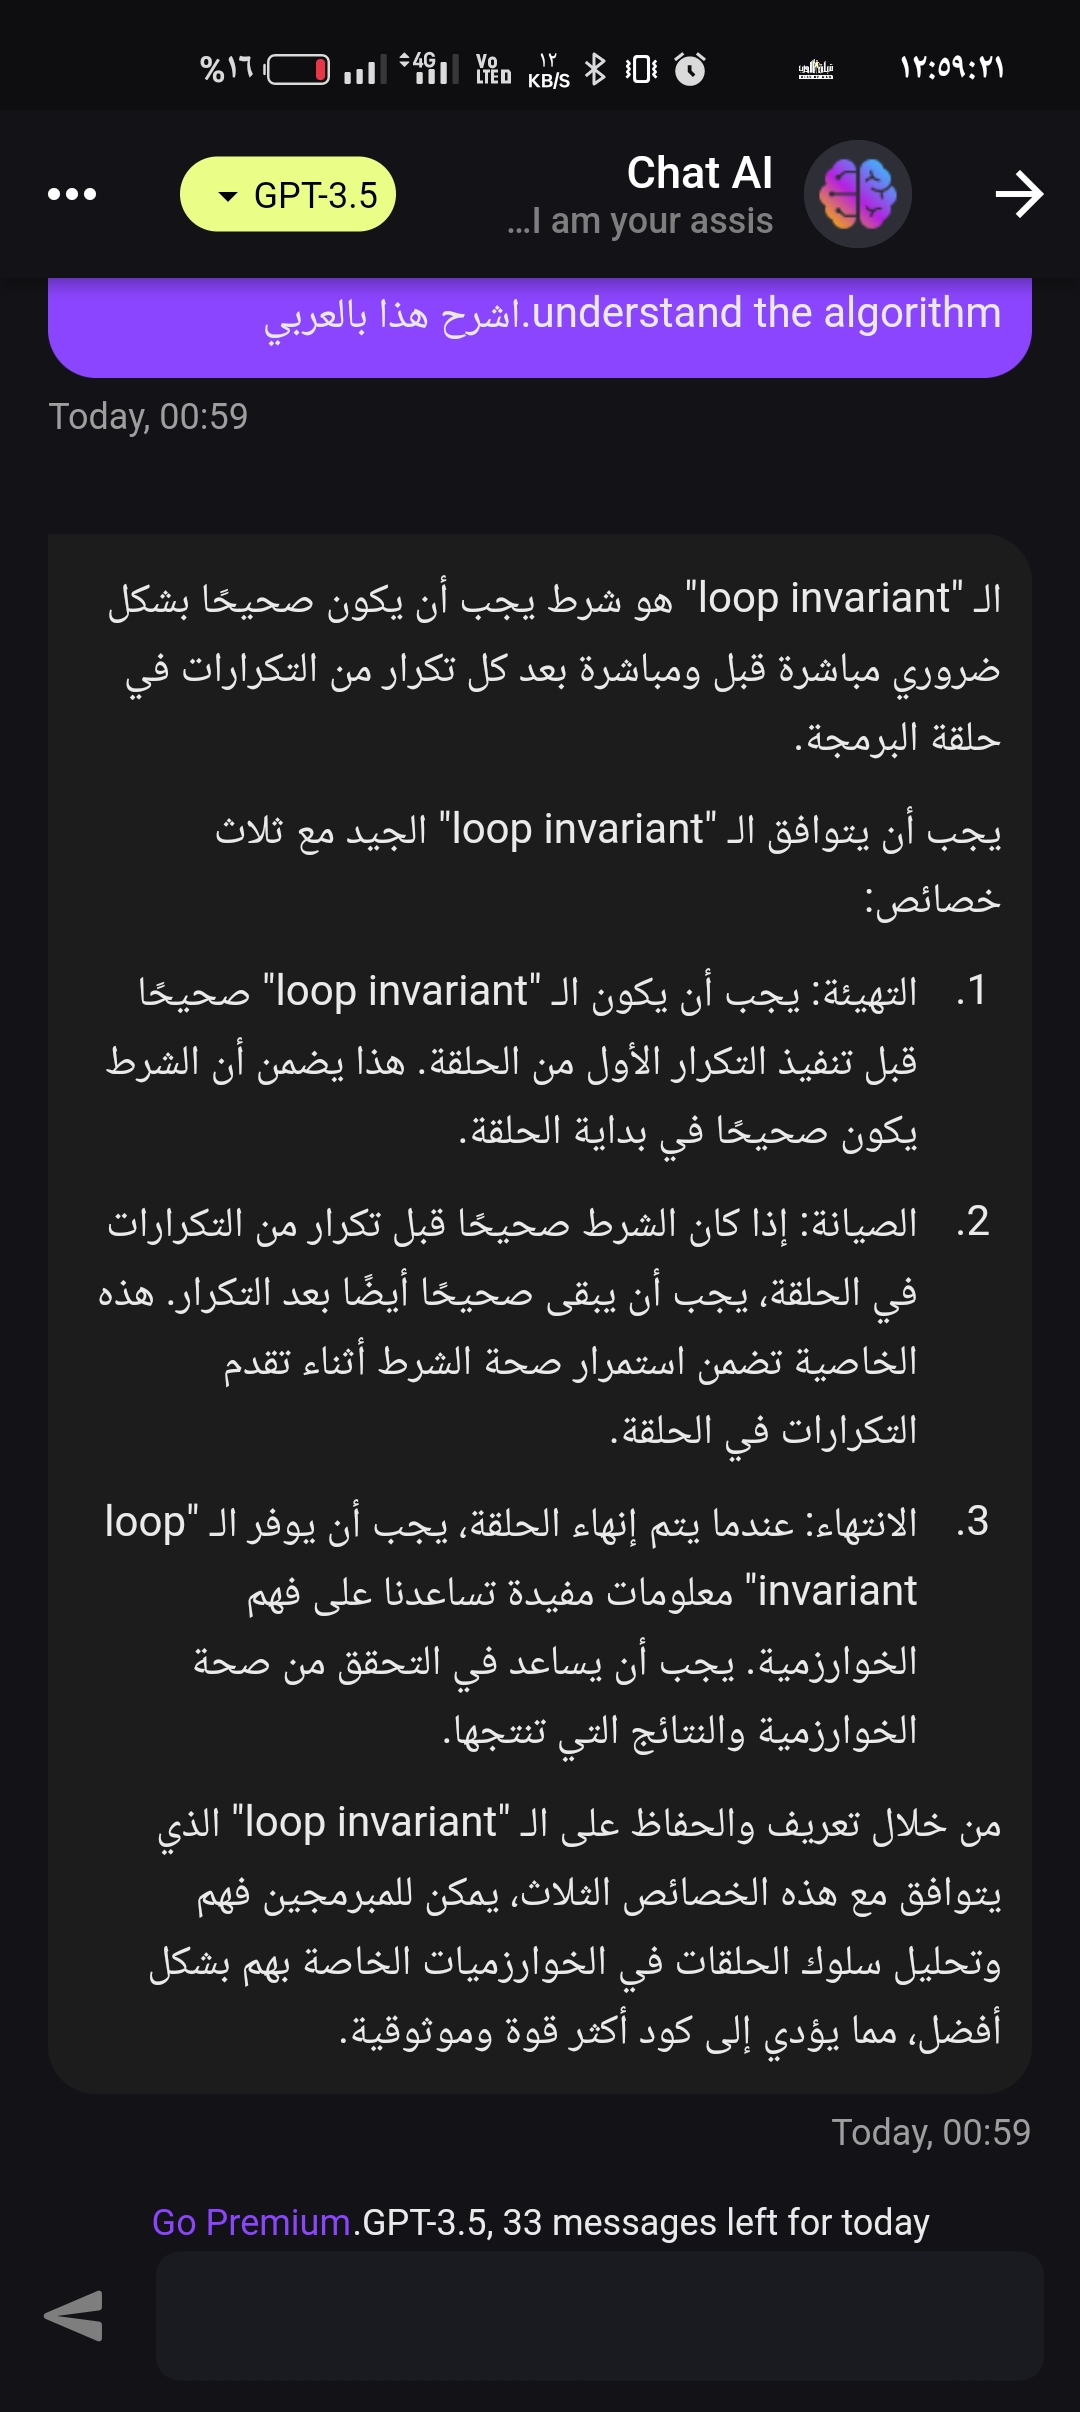 %١٦ 4G Vo LTED ١٢ KB/S ١٢:٥٩:٢١
GPT-3.5 Chat AI
...I am your assis
understand the algorithm.اشرح هذا بالعربي
Today, 00:59
الـ "loop invariant" هو شرط يجب أن يكون صحيحًا بشكل
ضروري مباشرة قبل ومباشرة بعد كل تكرار من التكرارات في
حلقة البرمجة.
يجب أن يتوافق الـ "loop invariant" الجيد مع ثلاث
خصائص:
1. التهيئة: يجب أن يكون الـ "loop invariant" صحيحًا
قبل تنفيذ التكرار الأول من الحلقة. هذا يضمن أن الشرط
يكون صحيحًا في بداية الحلقة.
2. الصيانة: إذا كان الشرط صحيحًا قبل تكرار من التكرارات
في الحلقة، يجب أن يبقى صحيحًا أيضًا بعد التكرار. هذه
الخاصية تضمن استمرار صحة الشرط أثناء تقدم
التكرارات في الحلقة.
3. الانتهاء: عندما يتم إنهاء الحلقة، يجب أن يوفر الـ "loop
invariant" معلومات مفيدة تساعدنا على فهم
الخوارزمية. يجب أن يساعد في التحقق من صحة
الخوارزمية والنتائج التي تنتجها.
من خلال تعريف والحفاظ على الـ "loop invariant" الذي
يتوافق مع هذه الخصائص الثلاث، يمكن للمبرمجين فهم
وتحليل سلوك الحلقات في الخوارزميات الخاصة بهم بشكل
أفضل، مما يؤدي إلى كود أكثر قوة وموثوقية.
Today, 00:59
Go Premium.GPT-3.5, 33 messages left for today